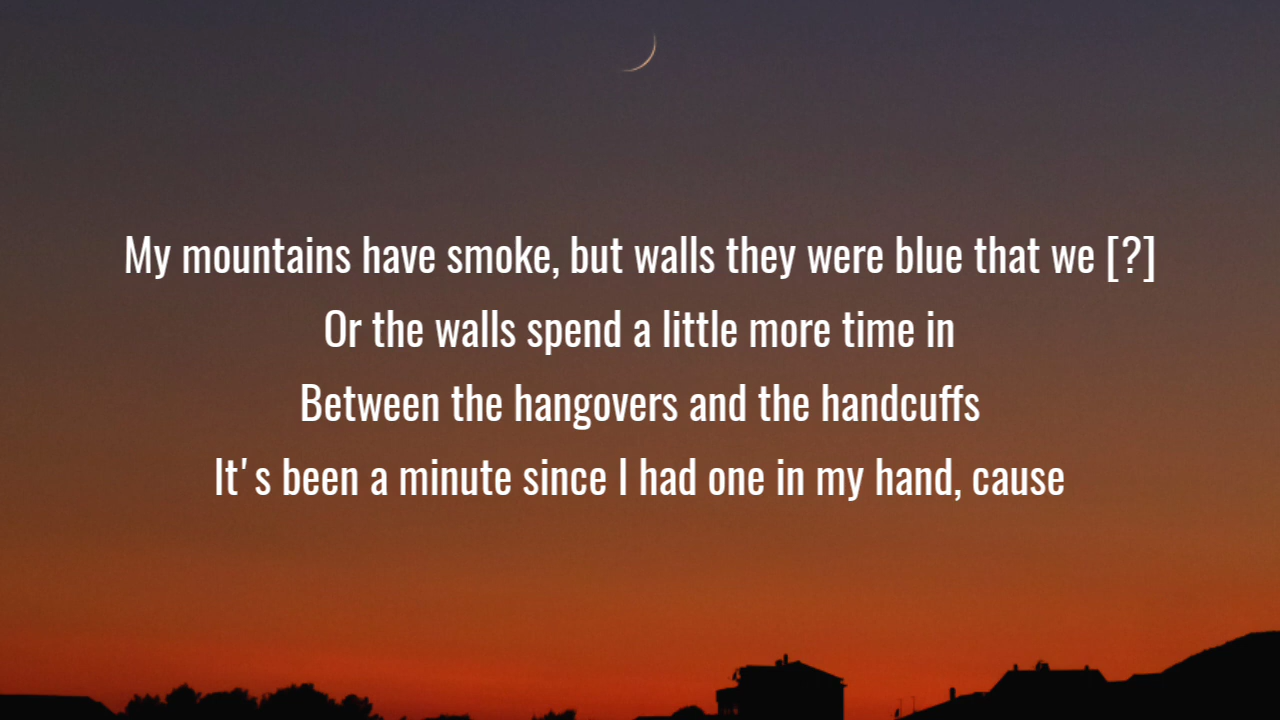 My mountains have smoke, but walls they were blue that we [?]
Or the walls spend a little more time in
Between the hangovers and the handcuffs
It's been a minute since I had one in my hand, cause